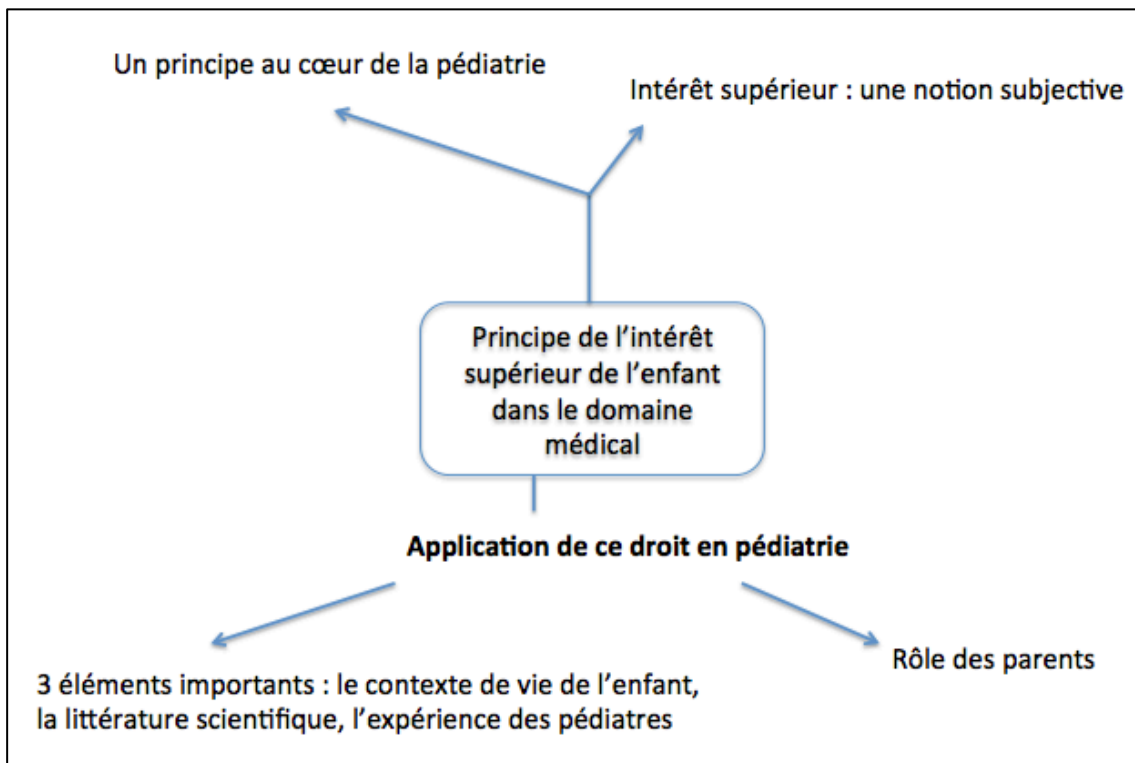 Un principe au cœur de la pédiatrie
Intérêt supérieur : une notion subjective
Principe de l’intérêt
supérieur de l’enfant
dans le domaine
médical
Application de ce droit en pédiatrie
3 éléments importants : le contexte de vie de l’enfant,
la littérature scientifique, l’expérience des pédiatres
Rôle des parents